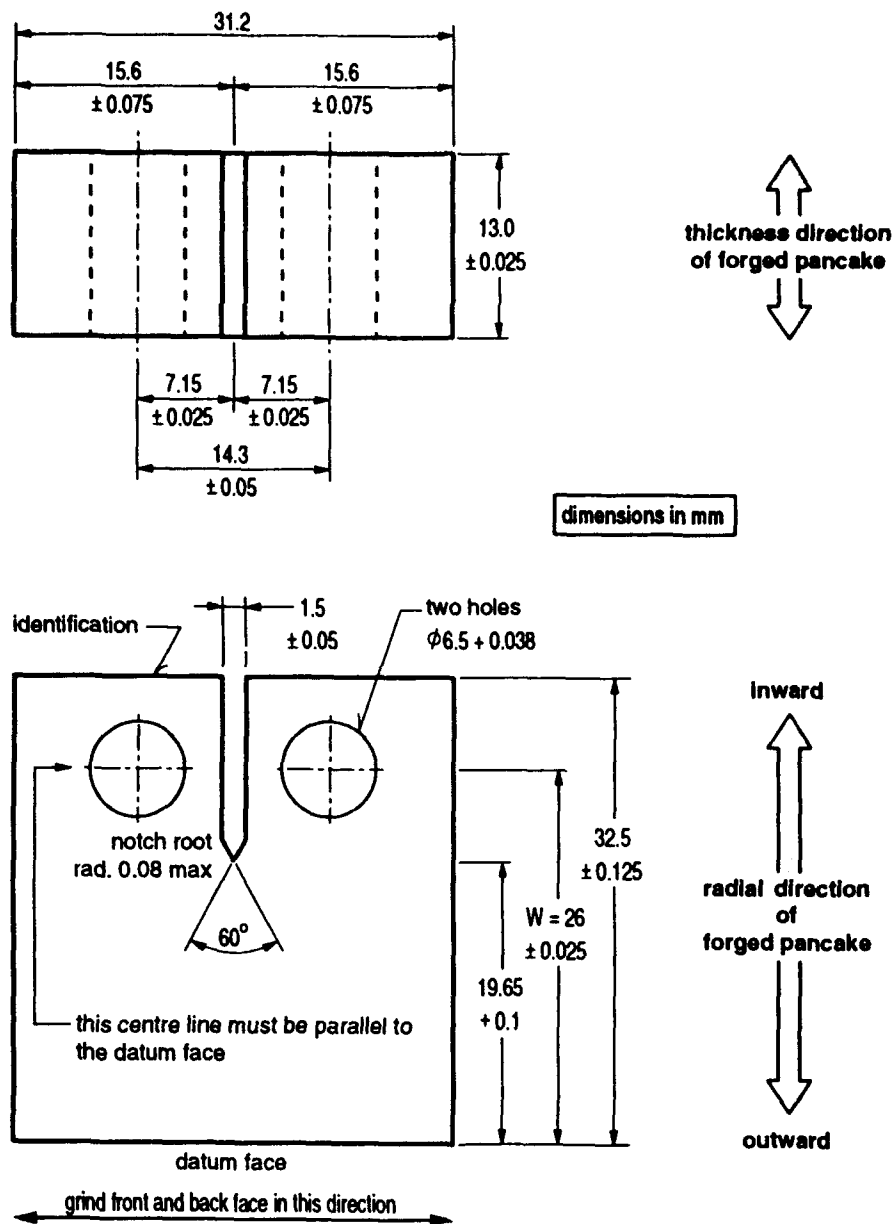 31.2
15.6
± 0.075
15.6
± 0.075
13.0
± 0.025
thickness direction
of forged pancake
7.15
± 0.025
7.15
± 0.025
14.3
± 0.05
dimensions in mm
identification
1.5
± 0.05
two holes
ϕ6.5 + 0.038
inward
notch root
rad. 0.08 max
32.5
± 0.125
radial direction
of
forged pancake
W = 26
± 0.025
60°
19.65
+ 0.1
this centre line must be parallel to
the datum face
outward
datum face
grind front and back face in this direction